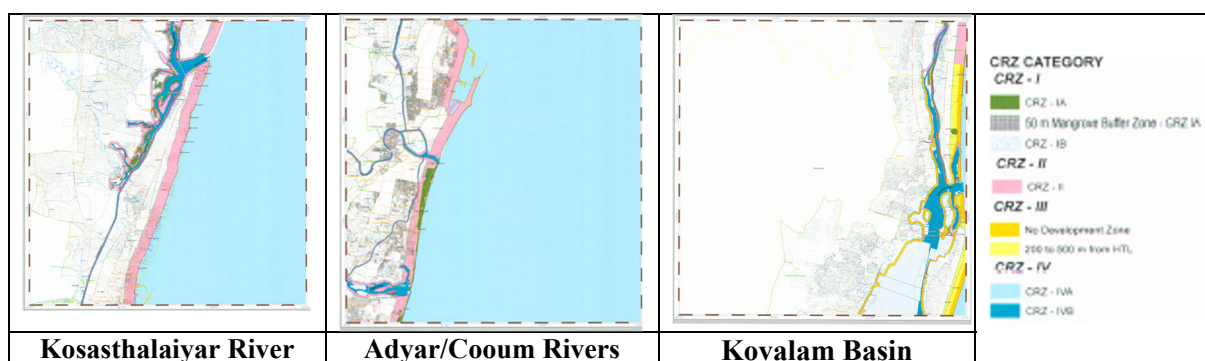 CRZ CATEGORY
CRZ - I
CRZ - IA
50 m Mangrove Buffer Zone : CRZ IA
CRZ - IB
CRZ - II
CRZ - II
CRZ - III
No Development Zone
200 to 500 m from HTL
CRZ - IV
CRZ - IVA
CRZ - IVB
Kosasthalaiyar River
Adyar/Cooum Rivers
Kovalam Basin